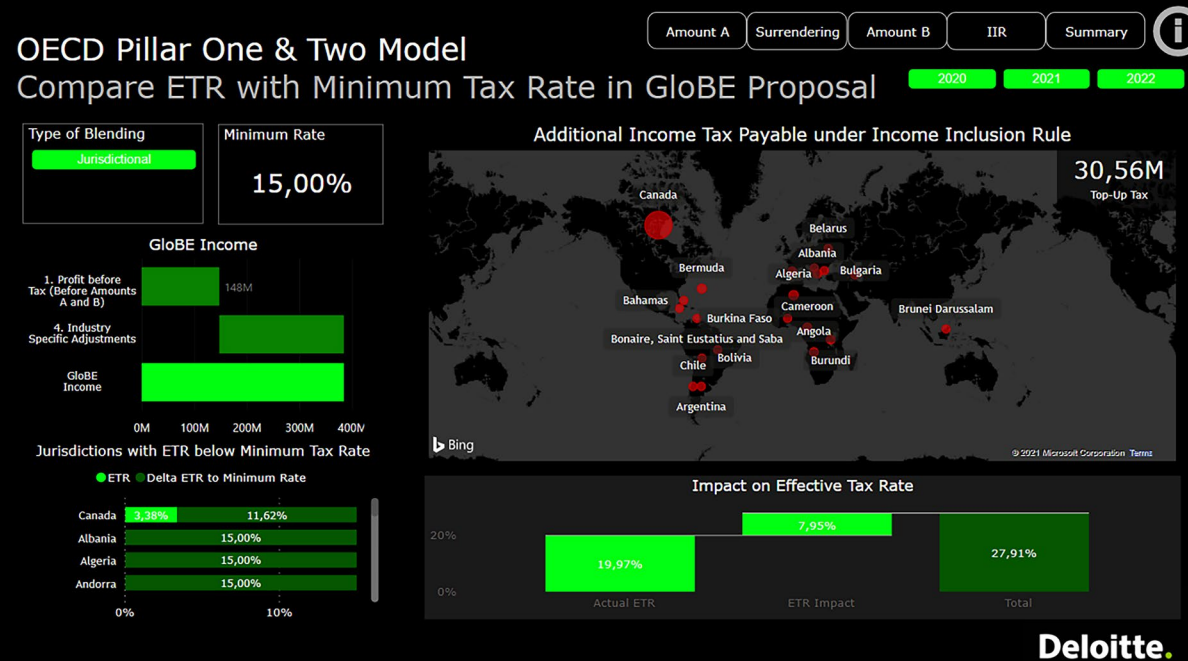 OECD Pillar One & Two Model
Compare ETR with Minimum Tax Rate in GloBE Proposal
Amount A
Surrendering
Amount B
IIR
Summary
i
2020
2021
2022
Type of Blending
Jurisdictional
Minimum Rate
15,00%
GloBE Income
1. Profit before
Tax (Before Amounts
A and B)
148M
4. Industry
Specific Adjustments
GloBE
Income
0M 100M 200M 300M 400M
Jurisdictions with ETR below Minimum Tax Rate
ETR Delta ETR to Minimum Rate
Canada 3,38% 11,62%
Albania 15,00%
Algeria 15,00%
Andorra 15,00%
0% 10%
Additional Income Tax Payable under Income Inclusion Rule
30,56M
Top-Up Tax
Canada
Belarus
Albania
Bermuda
Algeria
Bulgaria
Bahamas
Cameroon
Burkina Faso
Brunei Darussalam
Angola
Bonaire, Saint Eustatius and Saba
Bolivia
Burundi
Chile
Argentina
Bing
© 2021 Microsoft Corporation Terms
Impact on Effective Tax Rate
20%
0%
19,97%
7,95%
27,91%
Actual ETR
ETR Impact
Total
Deloitte.